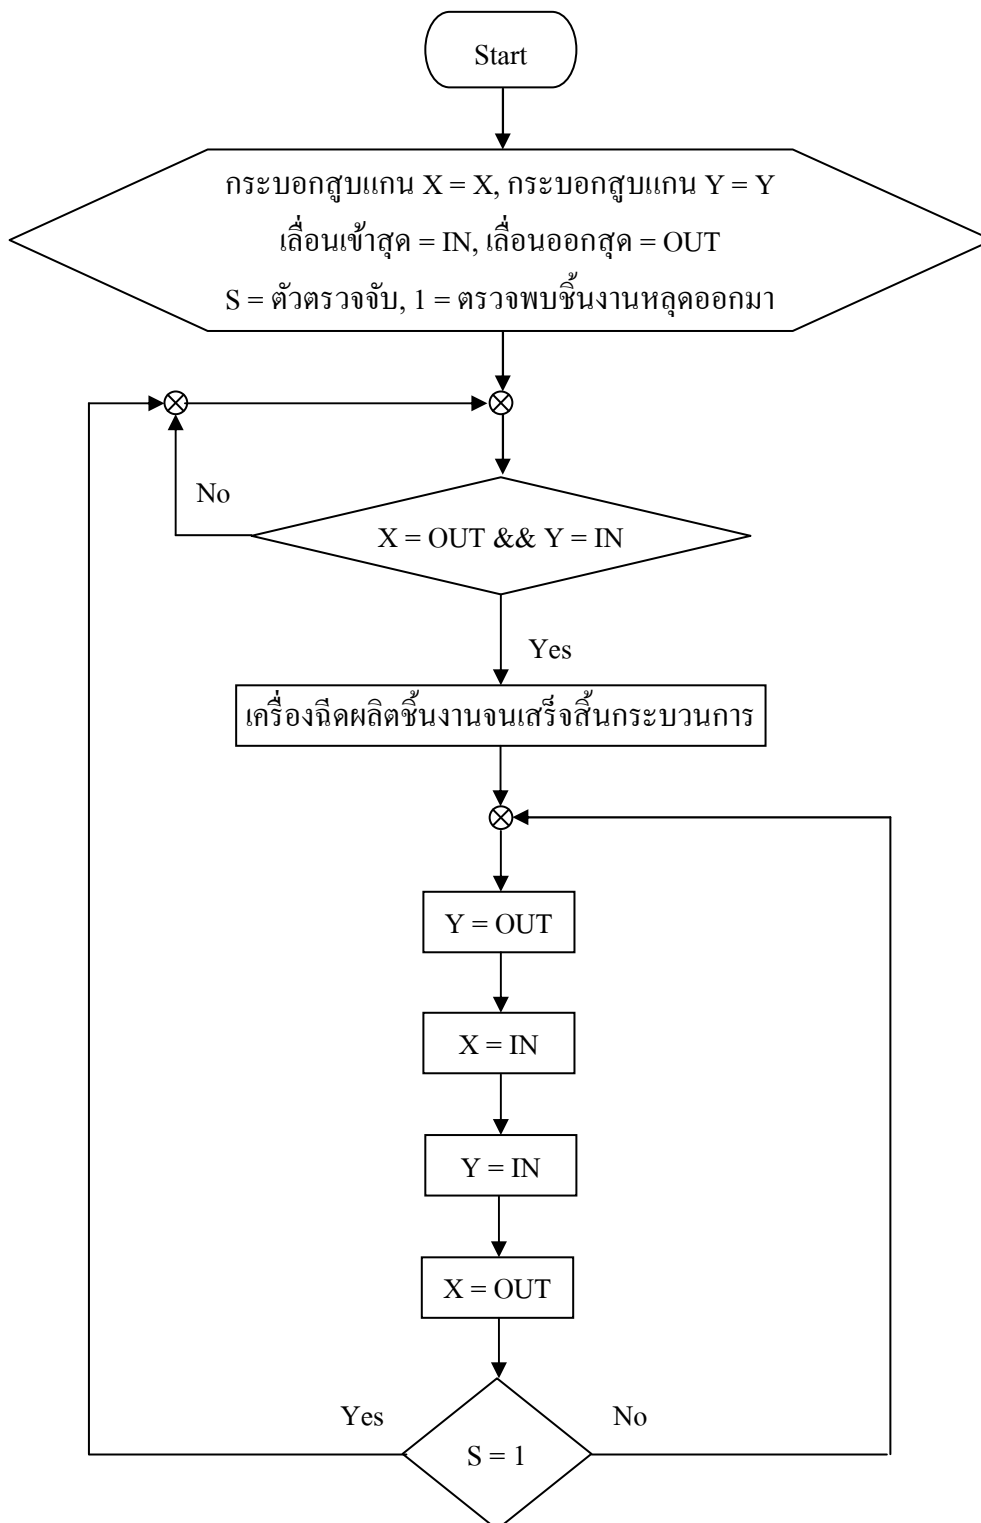 Start
กระบอกสูบแกน X = X, กระบอกสูบแกน Y = Y
เลื่อนเข้าสุด = IN, เลื่อนออกสุด = OUT
S = ตัวตรวจจับ, 1 = ตรวจพบชิ้นงานหลุดออกมา
No
X = OUT && Y = IN
Yes
เครื่องฉีดผลิตชิ้นงานจนเสร็จสิ้นกระบวนการ
Y = OUT
X = IN
Y = IN
X = OUT
Yes
No
S = 1